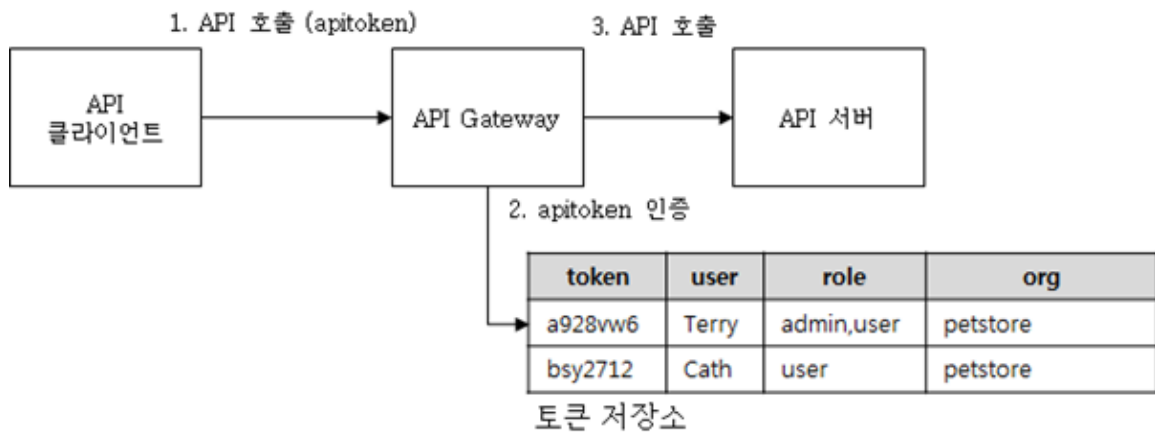 1. API 호출 (apitoken)
3. API 호출
API
클라이언트
API Gateway
API 서버
2. apitoken 인증
token user role org
a928vw6 Terry admin,user petstore
bsy2712 Cath user petstore
토큰 저장소